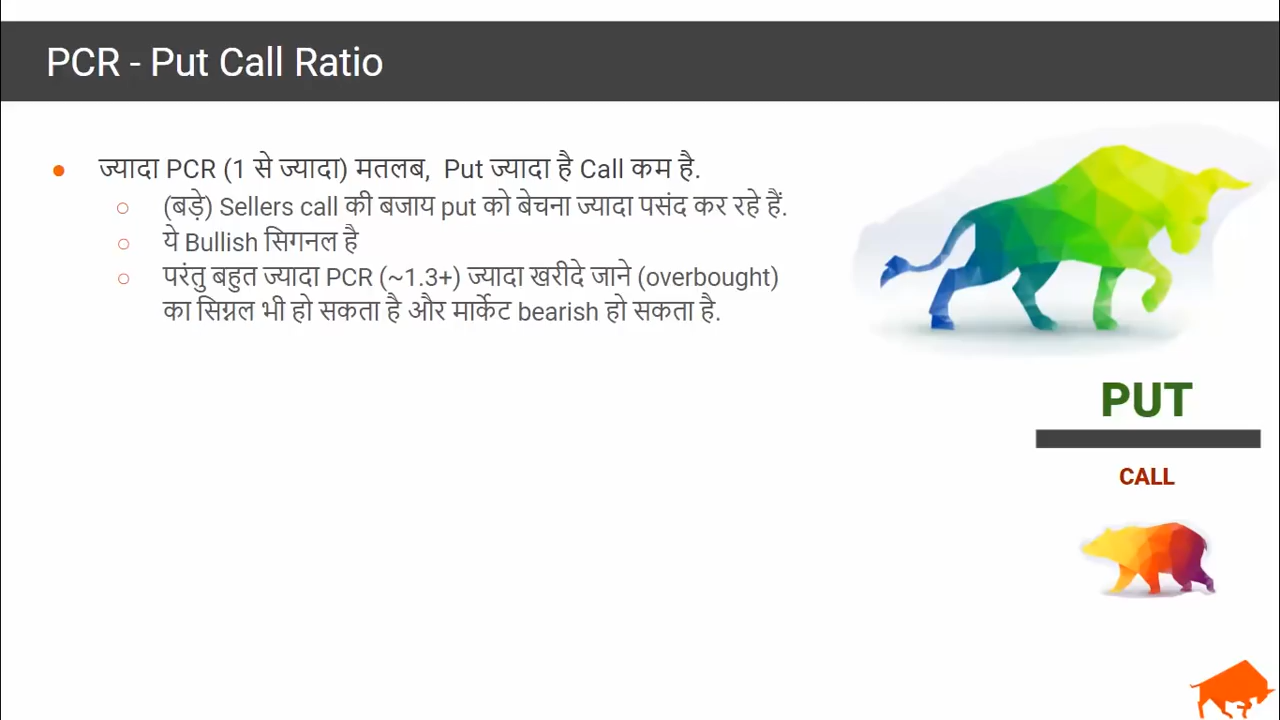 PCR - Put Call Ratio
ज्यादा PCR (1 से ज्यादा) मतलब, Put ज्यादा है Call कम है.
(बड़े) Sellers call की बजाय put को बेचना ज्यादा पसंद कर रहे हैं.
ये Bullish सिगनल है
परंतु बहुत ज्यादा PCR (~1.3+) ज्यादा खरीदे जाने (overbought)
का सिग्नल भी हो सकता है और मार्केट bearish हो सकता है.
PUT
CALL